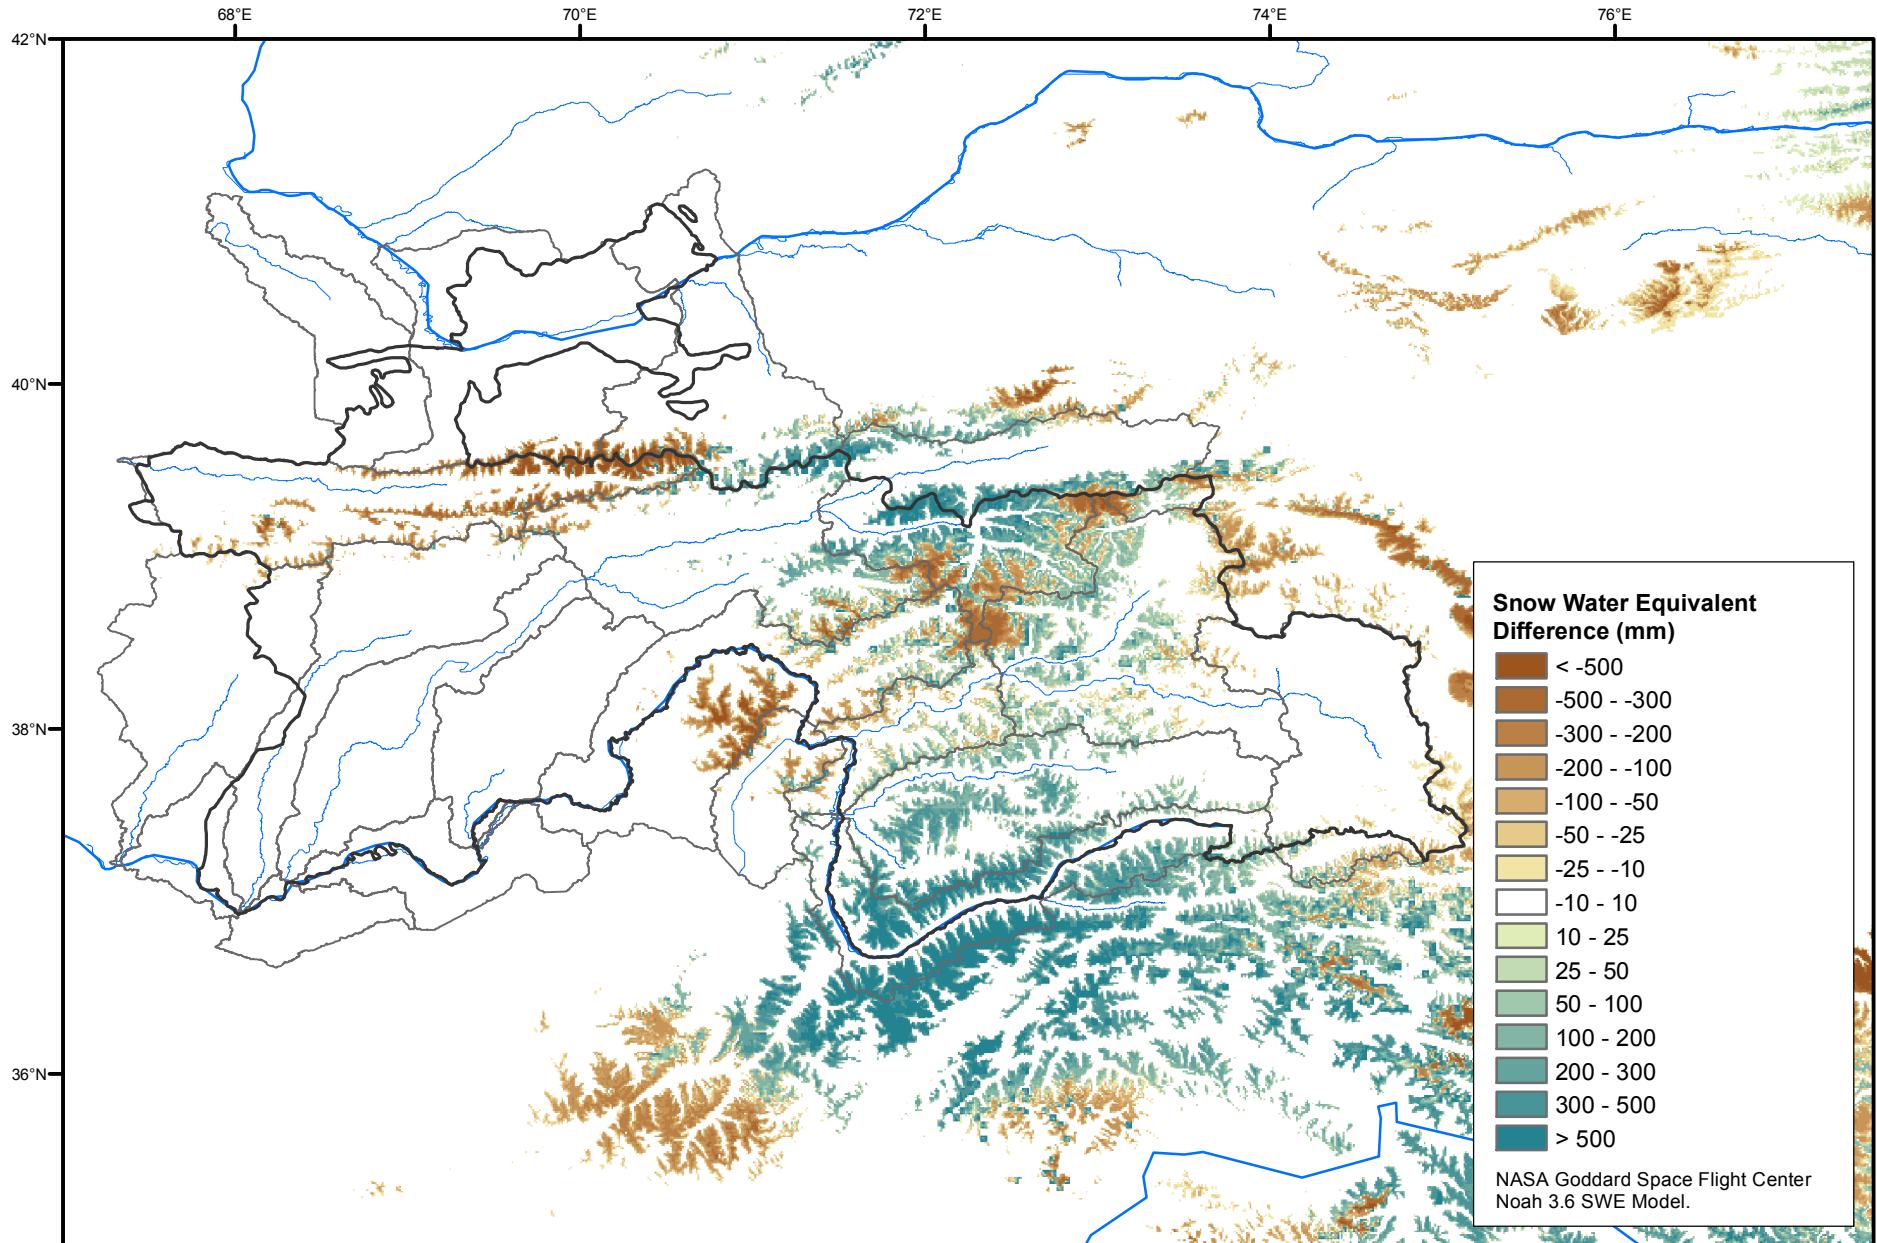 68°E
70°E
72°E
74°E
76°E
42°N
40°N
38°N
36°N
Snow Water Equivalent
Difference (mm)
< -500
-500 - -300
-300 - -200
-200 - -100
-100 - -50
-50 - -25
-25 - -10
-10 - 10
10 - 25
25 - 50
50 - 100
100 - 200
200 - 300
300 - 500
> 500
NASA Goddard Space Flight Center
Noah 3.6 SWE Model.